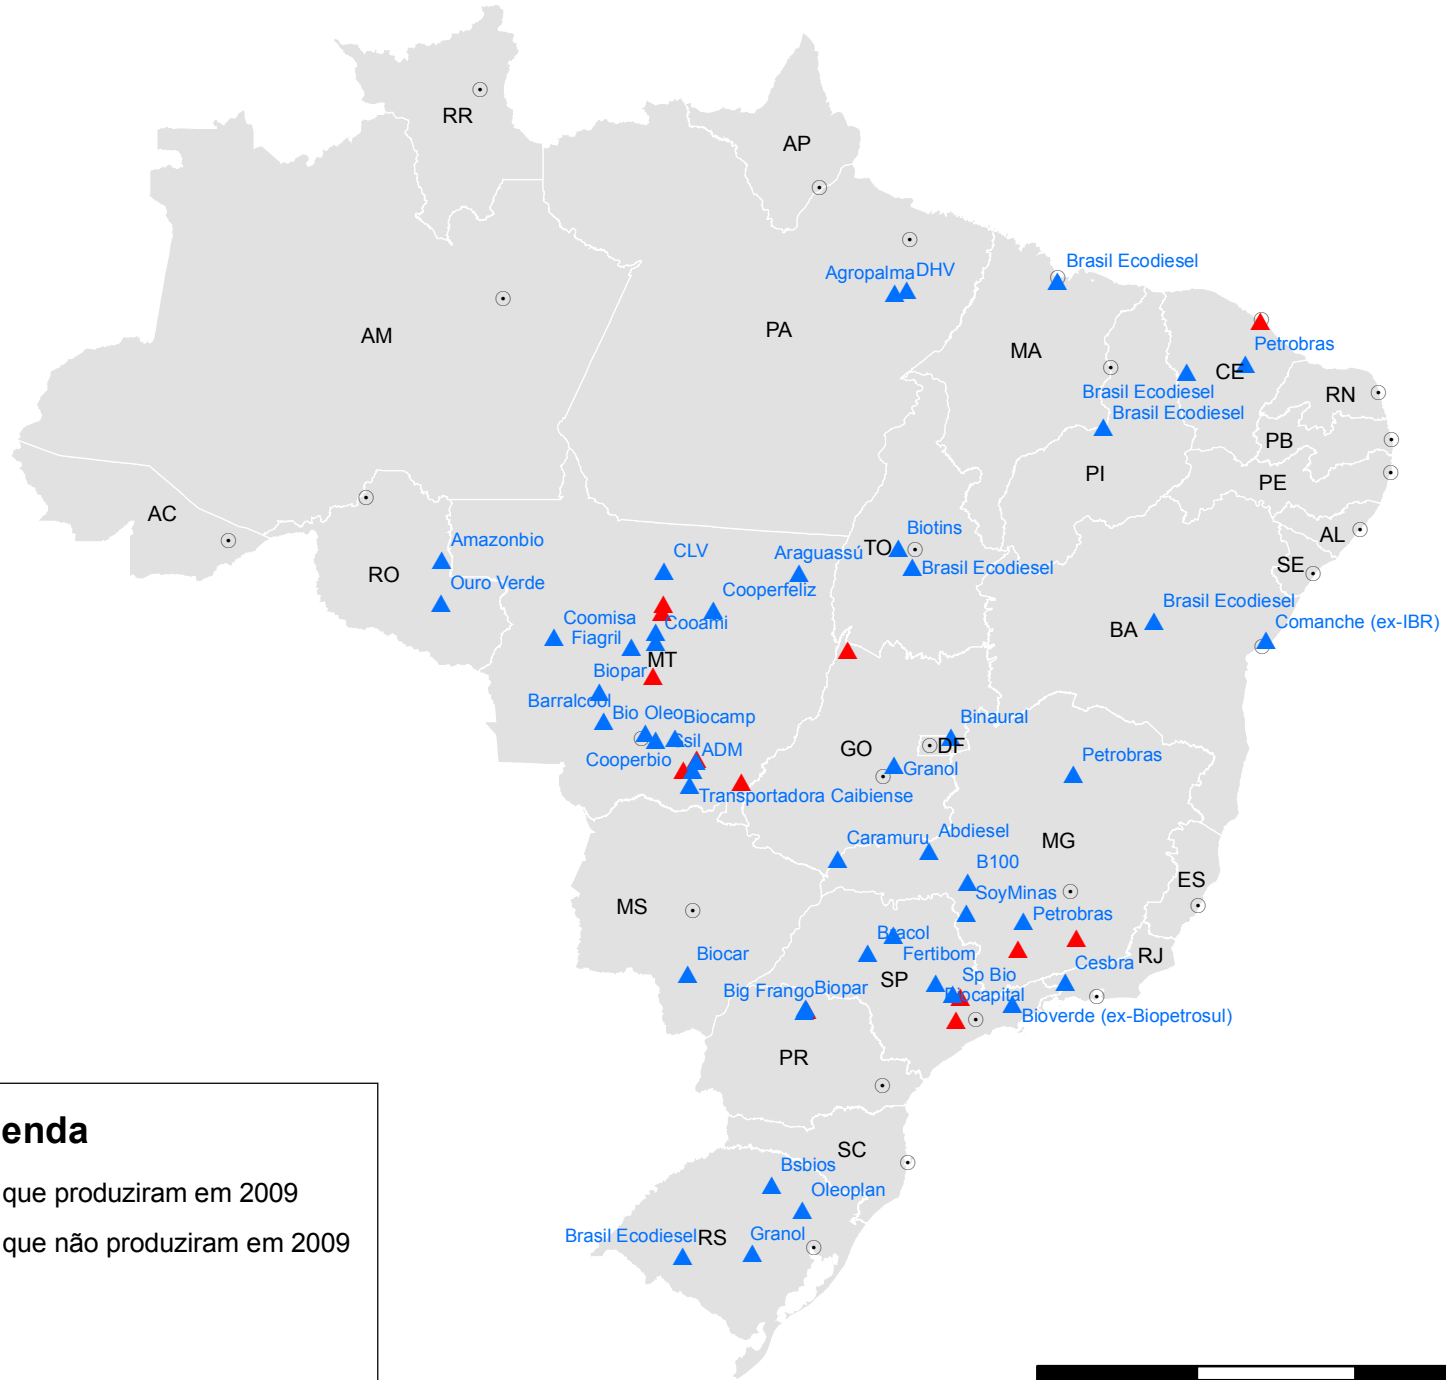 RR
AP
Brasil Ecodiesel
Agropalma
DHV
PA
AM
MA
Petrobras
CE
Brasil Ecodiesel
RN
Brasil Ecodiesel
PB
PI
PE
AC
AL
Biotins
TO
Amazonbio
CLV
Araguassú
Brasil Ecodiesel
SE
RO
Ouro Verde
Cooperfeliz
Brasil Ecodiesel
Coomisa
Cooami
BA
Comanche (ex-IBR)
Fiagril
MT
Biopar
Barralcool
Bio Oleo
Biocamp
Binaural
Csil
ADM
GO
DF
Cooperbio
Granol
Petrobras
Transportadora Caibiense
Caramuru
Abdiesel
MG
B100
ES
SoyMinas
MS
Petrobras
Bracol
Biocar
Fertibom
RJ
Cesbra
SP
Sp Bio
Big Frango
Biopar
Biocapital
Bioverde (ex-Biopetrosul)
PR
enda
SC
Bsbios
que produziram em 2009
Oleoplan
Brasil Ecodiesel
RS
Granol
que não produziram em 2009